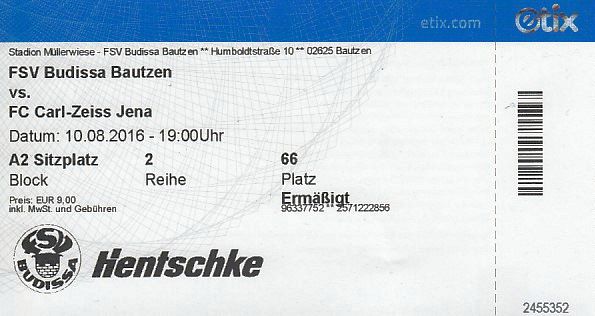 etix.com
etix
Stadion Müllerwiese - FSV Budissa Bautzen ** Humboldtstraße 10 ** 02625 Bautzen
FSV Budissa Bautzen
vs.
FC Carl-Zeiss Jena
Datum: 10.08.2016 - 19:00Uhr
A2 Sitzplatz 2 66
Block Reihe Platz
Preis: EUR 9,00 Ermäßigt
inkl. MwSt. und Gebühren 96337752 ** 2571222856
FSV
BUDISSA
Hentschke
2455352